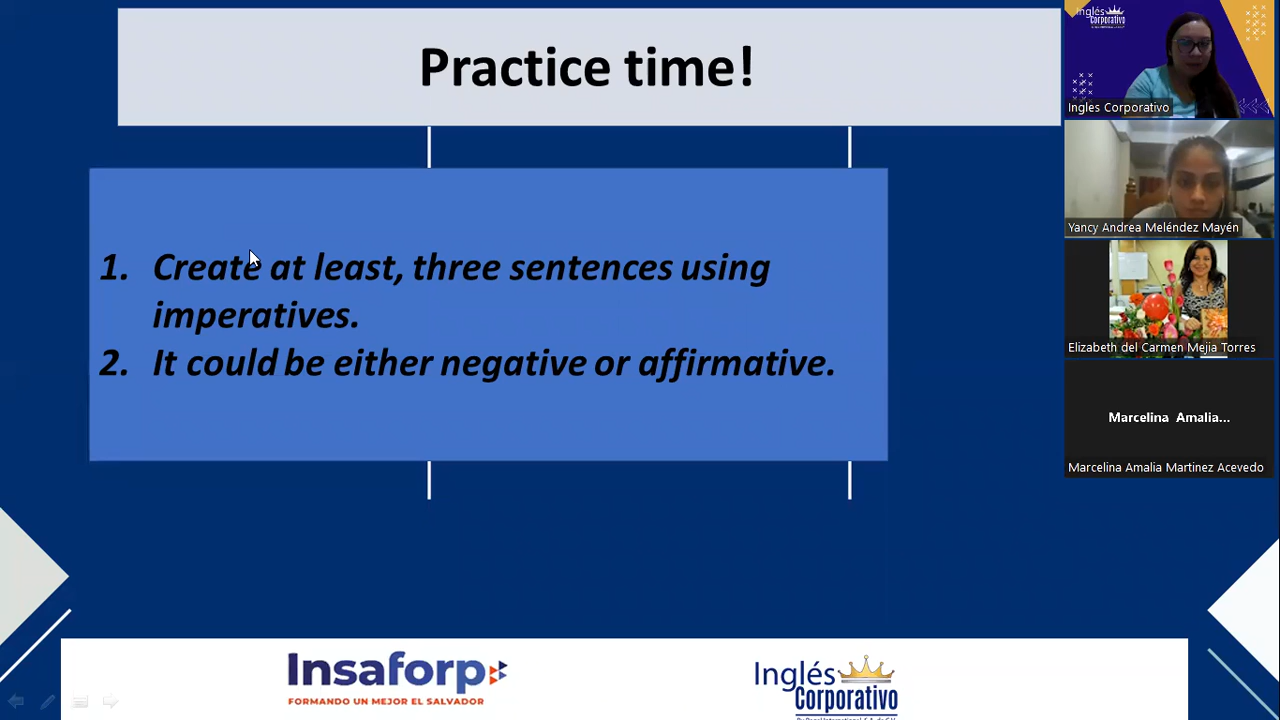 Practice time!
1. Create at least, three sentences using
imperatives.
2. It could be either negative or affirmative.
Insaforp
FORMANDO UN MEJOR EL SALVADOR
Inglés
Corporativo
Inglés
Corporativo
Ingles Corporativo
Yancy Andrea Meléndez Mayén
Elizabeth del Carmen Mejia Torres
Marcelina Amalia...
Marcelina Amalia Martinez Acevedo